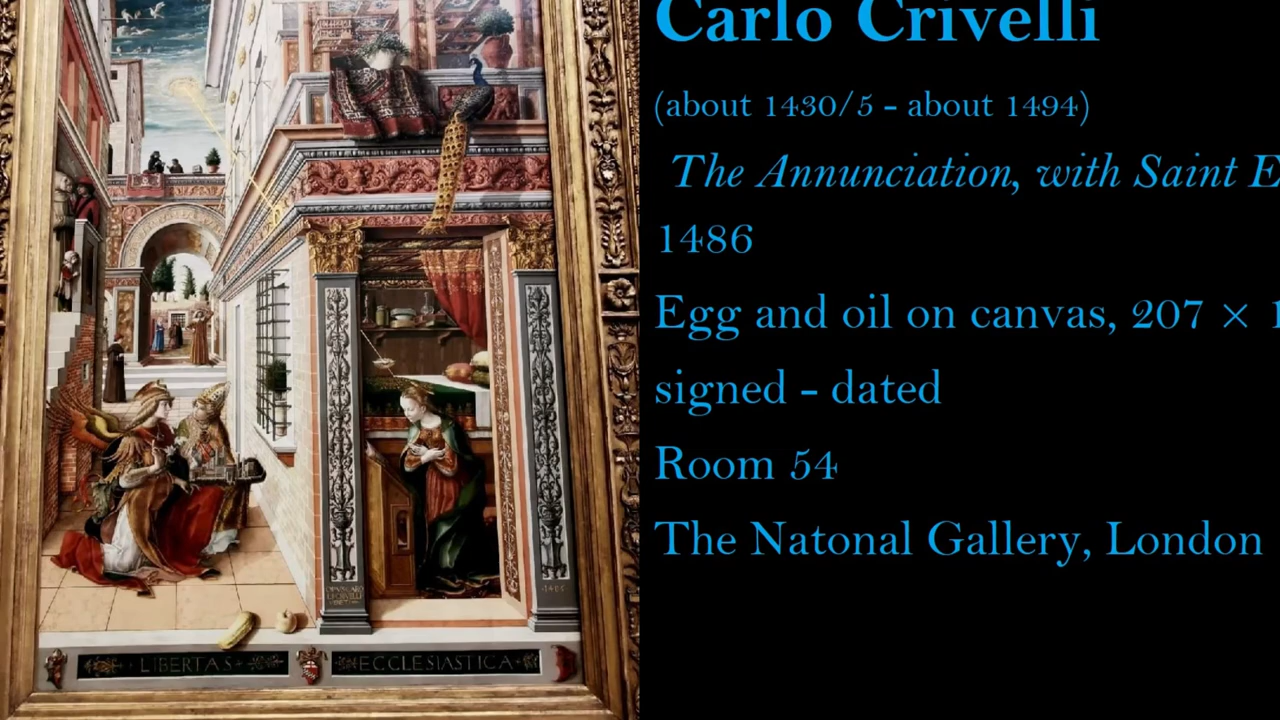 Carlo Crivelli
(about 1430/5 - about 1494)
The Annunciation, with Saint E
1486
Egg and oil on canvas, 207 × 1
signed - dated
Room 54
The Natonal Gallery, London
LIBERTAS
ECCLESIASTICA